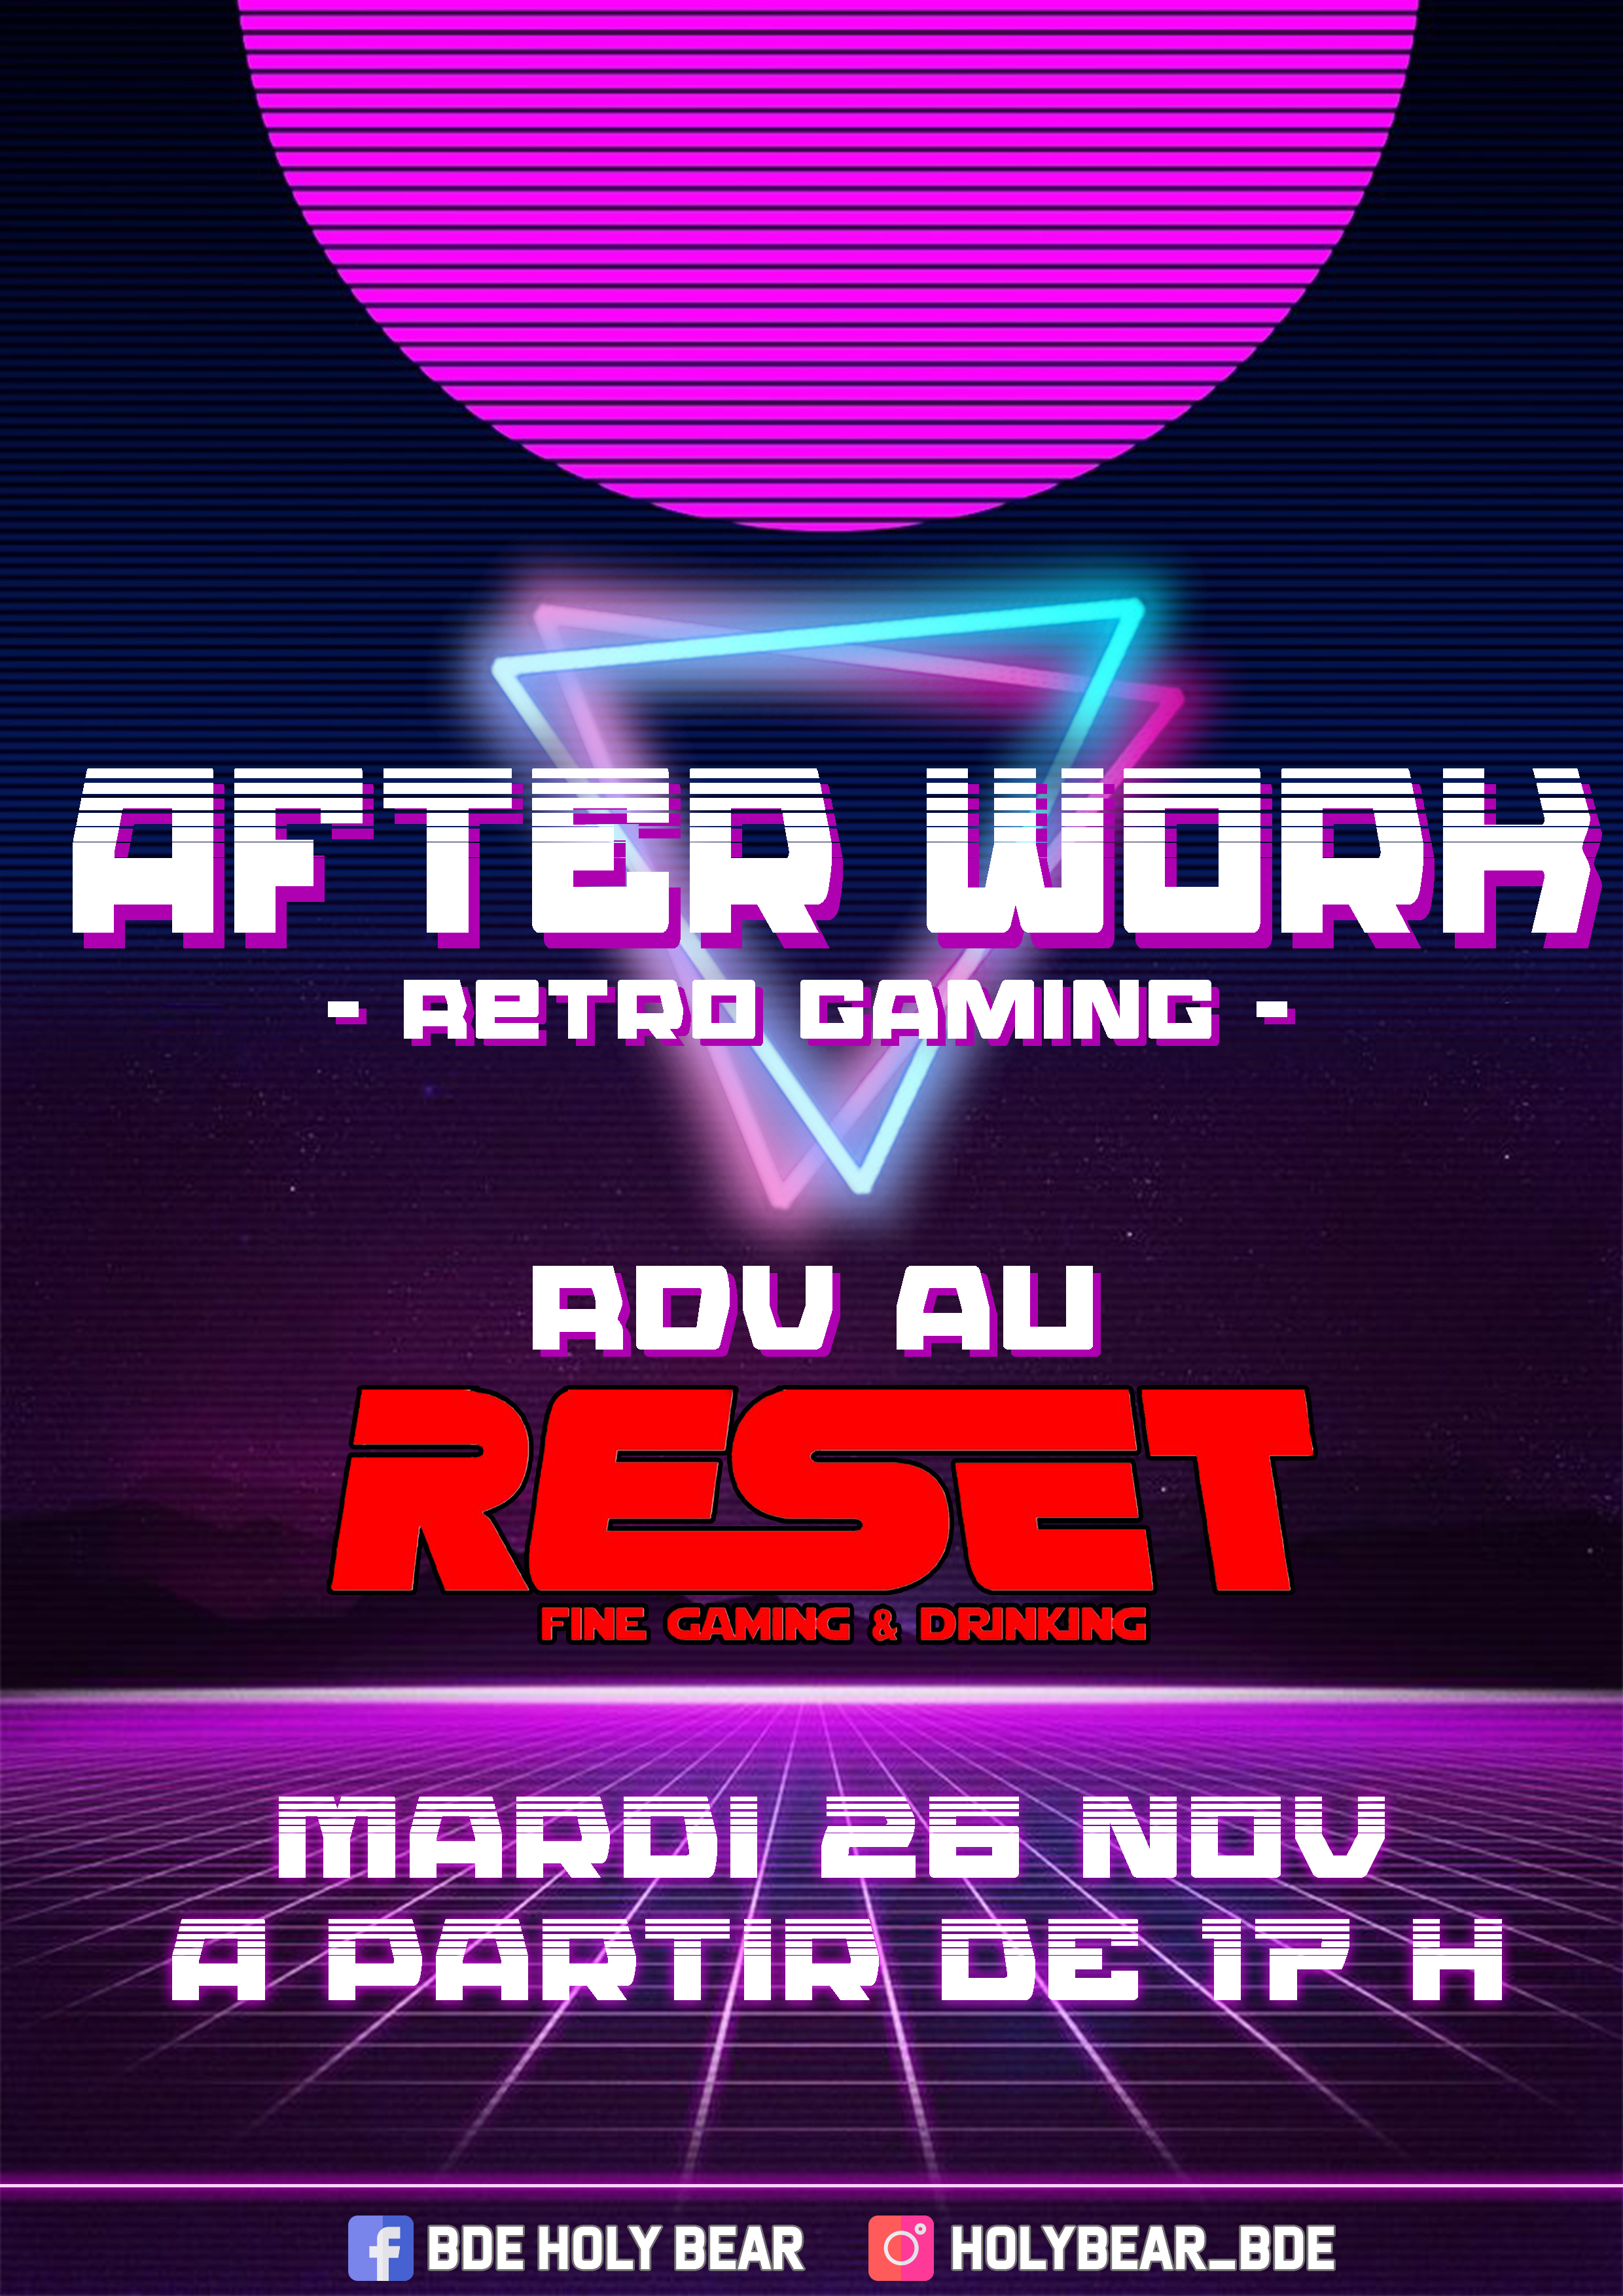 AFTER WORK
- RETRO GAMING -
RDV AU
RESET
FINE GAMING & DRINKING
MARDI 26 NOV
A PARTIR DE 17 H
BDE HOLY BEAR HOLYBEAR_BDE